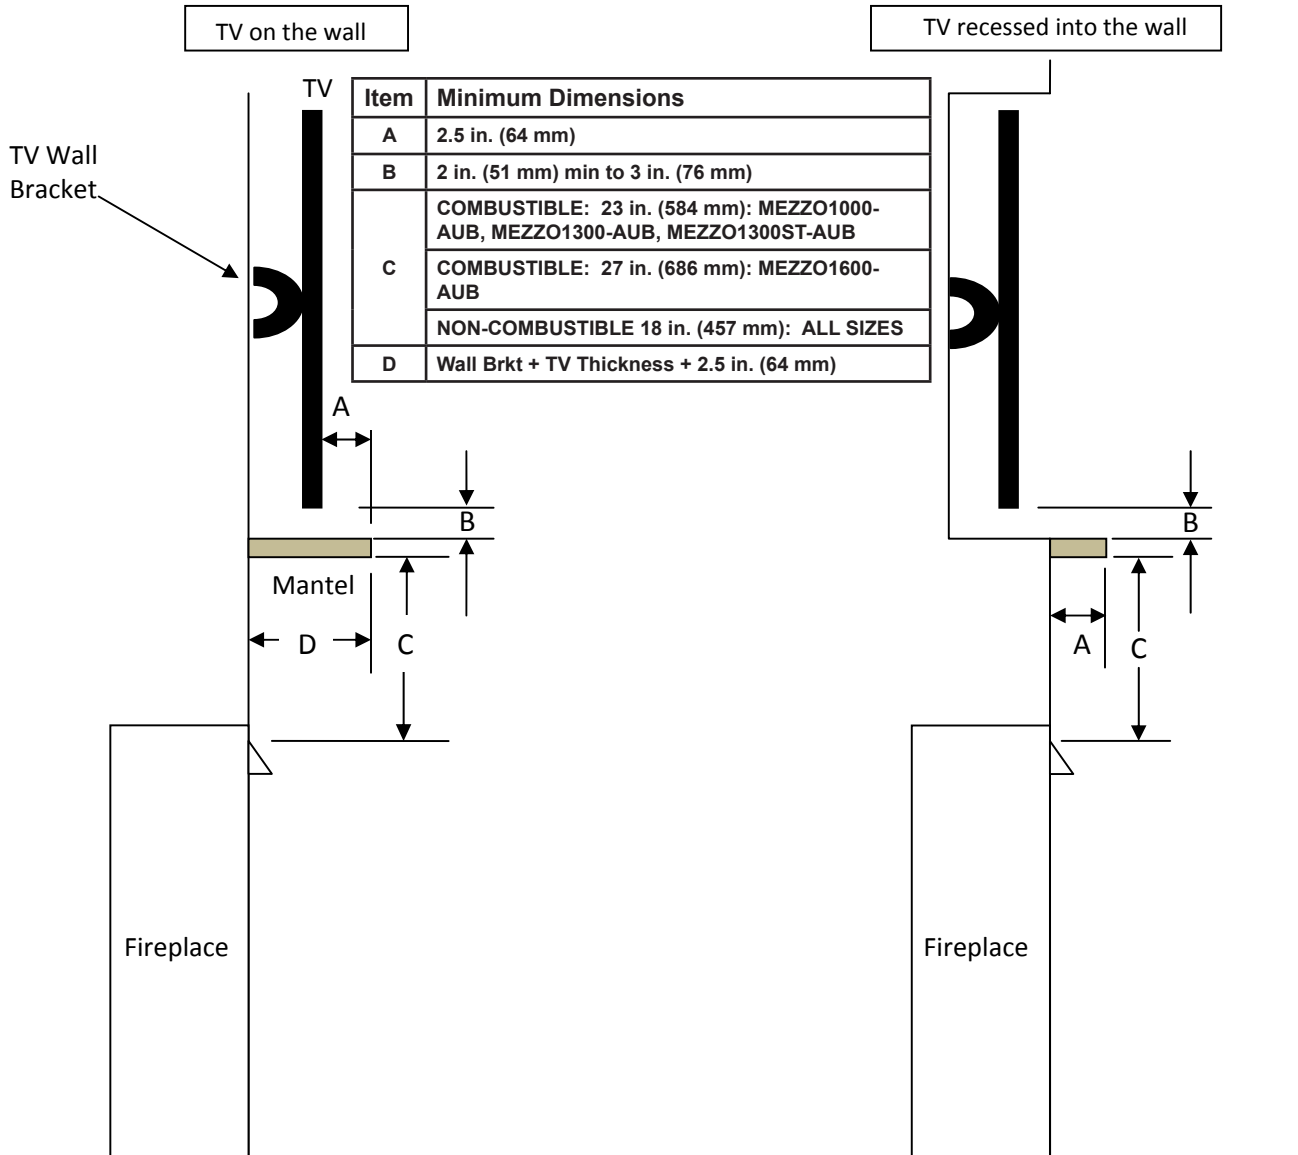 TV on the wall
TV recessed into the wall
TV
TV Wall
Bracket
Item Minimum Dimensions
A 2.5 in. (64 mm)
B 2 in. (51 mm) min to 3 in. (76 mm)
C
COMBUSTIBLE: 23 in. (584 mm): MEZZO1000-
AUB, MEZZO1300-AUB, MEZZO1300ST-AUB
COMBUSTIBLE: 27 in. (686 mm): MEZZO1600-
AUB
NON-COMBUSTIBLE 18 in. (457 mm): ALL SIZES
D Wall Brkt + TV Thickness + 2.5 in. (64 mm)
A
B
Mantel
D
C
Fireplace
B
A
C
Fireplace